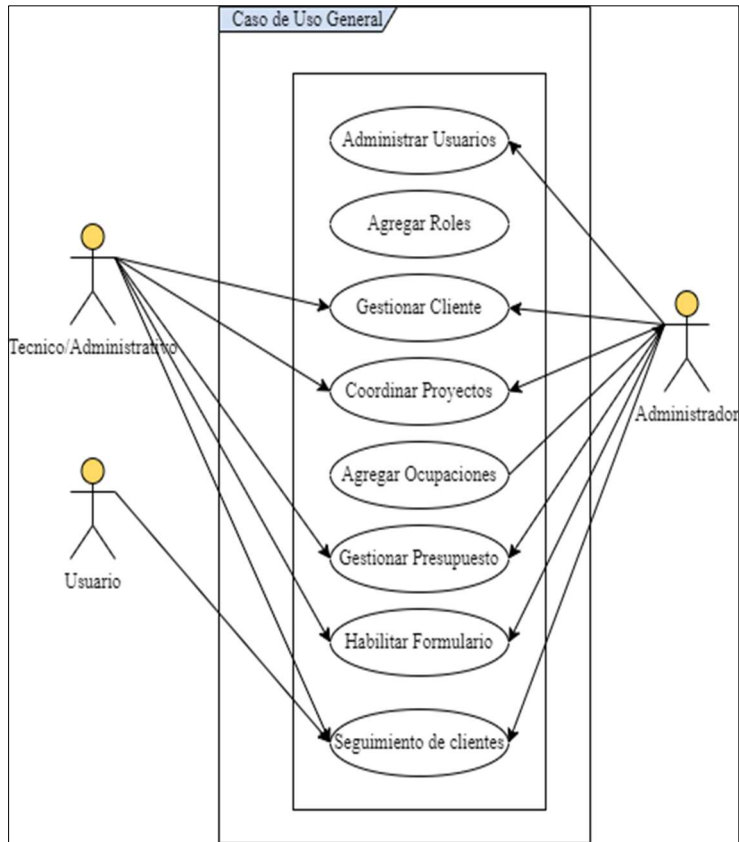 Caso de Uso General
Administrar Usuarios
Agregar Roles
Gestionar Cliente
Tecnico/Administrativo
Coordinar Proyectos
Administrador
Agregar Ocupaciones
Gestionar Presupuesto
Usuario
Habilitar Formulario
Seguimiento de clientes